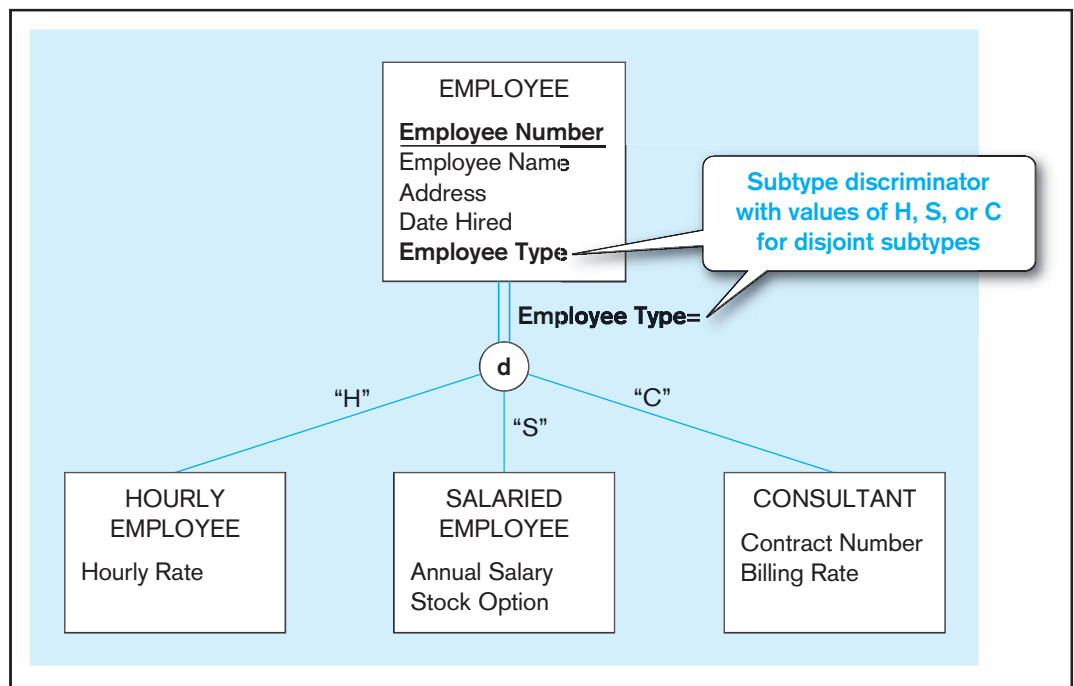 EMPLOYEE
Employee Number
Employee Name
Address
Date Hired
Employee Type
Subtype discriminator
with values of H, S, or C
for disjoint subtypes
Employee Type=
d
“H”
“S”
“C”
HOURLY
EMPLOYEE
Hourly Rate
SALARIED
EMPLOYEE
Annual Salary
Stock Option
CONSULTANT
Contract Number
Billing Rate